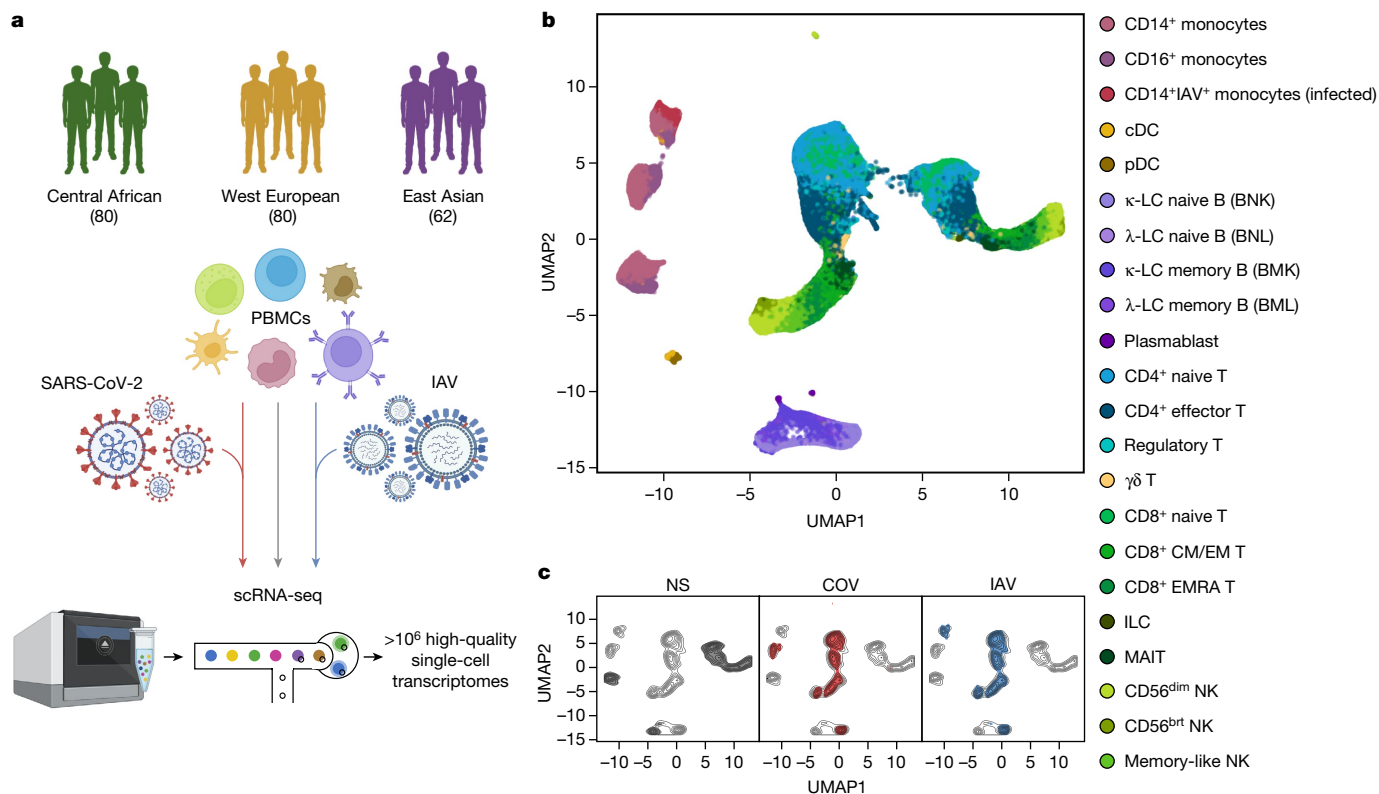 a
Central African
(80)
West European
(80)
East Asian
(62)
PBMCs
SARS-CoV-2
IAV
scRNA-seq
>10⁶ high-quality
single-cell
transcriptomes
b
10
5
0
−5
−10
−15
UMAP2
−10
−5
0
5
10
UMAP1
CD14⁺ monocytes
CD16⁺ monocytes
CD14⁺IAV⁺ monocytes (infected)
cDC
pDC
κ-LC naive B (BNK)
λ-LC naive B (BNL)
κ-LC memory B (BMK)
λ-LC memory B (BML)
Plasmablast
CD4⁺ naive T
CD4⁺ effector T
Regulatory T
γδ T
CD8⁺ naive T
CD8⁺ CM/EM T
CD8⁺ EMRA T
ILC
MAIT
CD56ᵈⁱᵐ NK
CD56ᵇʳᵗ NK
Memory-like NK
c
NS
COV
IAV
10
5
0
−5
−10
−15
UMAP2
−10 −5 0 5 10
−10 −5 0 5 10
−10 −5 0 5 10
UMAP1